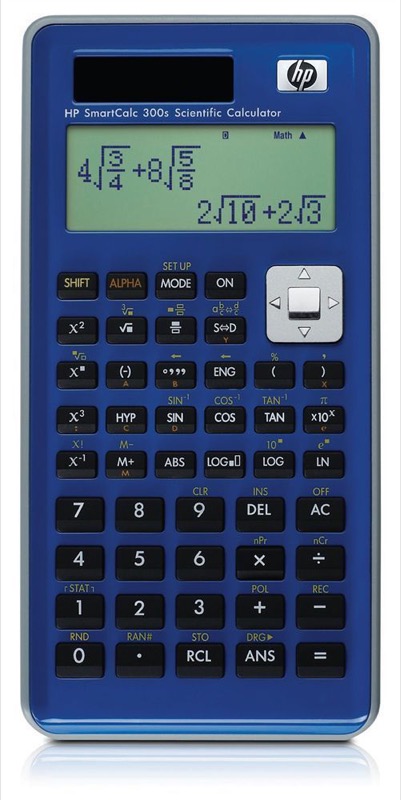 hp
HP SmartCalc 300s Scientific Calculator
D Math ▲
4√(3/4)+8√(5/8)
2√10+2√3
SET UP
SHIFT ALPHA MODE ON
³√■ a b/c⇔d/c
X² √■ S⇔D
Y
■√□ ← ← % ,
X■ (-) °,,, ENG ( )
A B C X
SIN⁻¹ COS⁻¹ TAN⁻¹ π
X³ HYP SIN COS TAN ×10ˣ
: C D e
X! M– 10■ e■
X⁻¹ M+ ABS LOG■▯ LOG LN
M
CLR INS OFF
7 8 9 DEL AC
nPr nCr
4 5 6 × ÷
┌STAT┐ POL REC
1 2 3 + −
RND RAN# STO DRG▶
0 · RCL ANS =